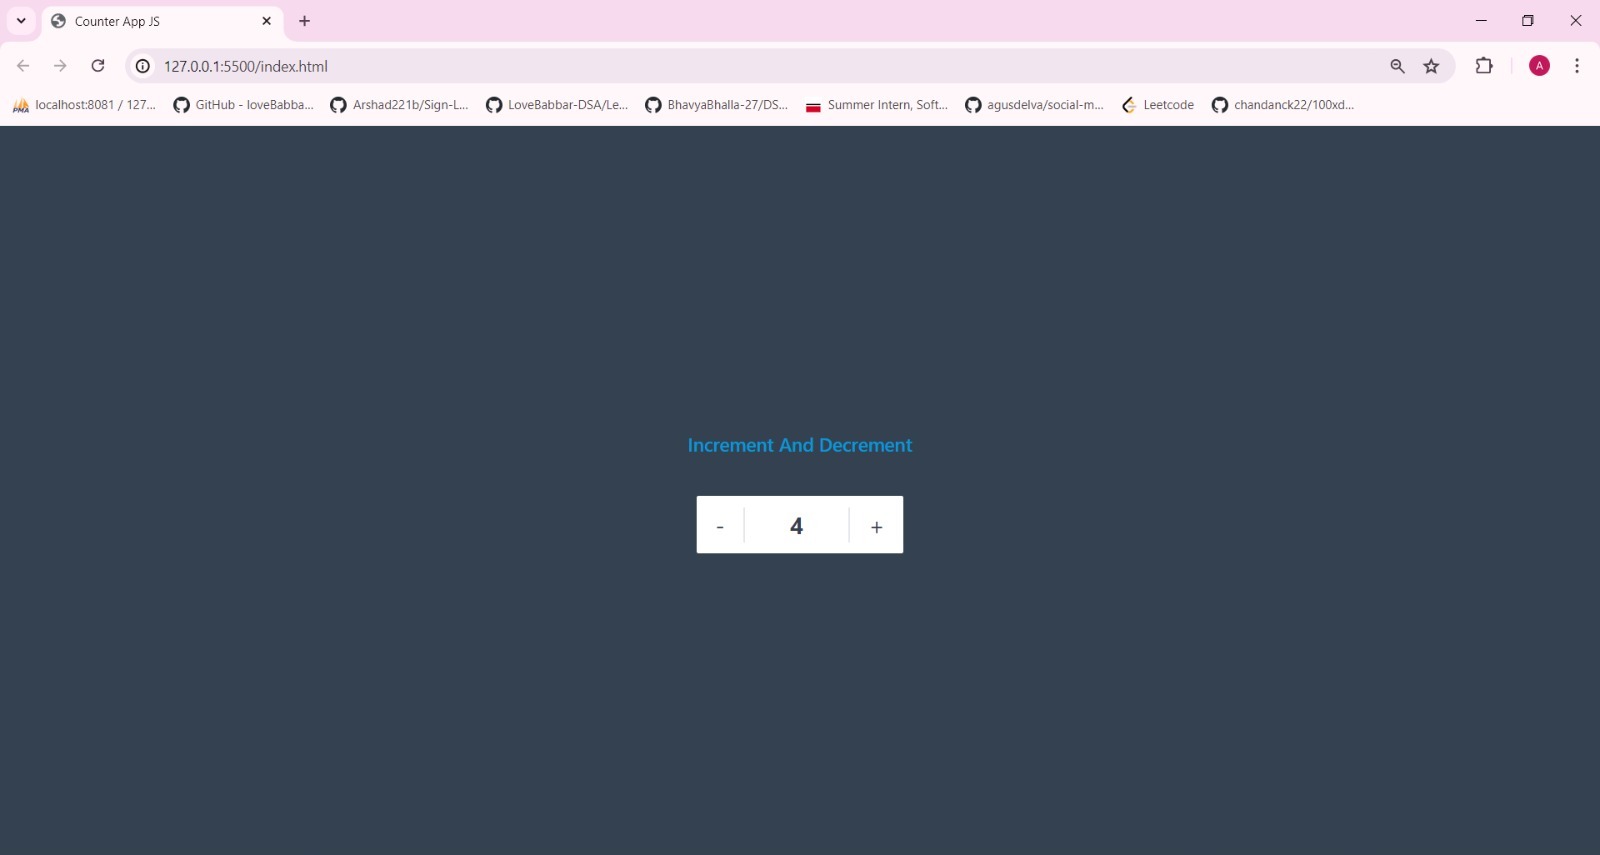 Counter App JS
127.0.0.1:5500/index.html
A
PMA localhost:8081 / 127... GitHub - loveBabba... Arshad221b/Sign-L... LoveBabbar-DSA/Le... BhavyaBhalla-27/DS... Summer Intern, Soft... agusdelva/social-m... Leetcode chandanck22/100xd...
Increment And Decrement
- 4 +